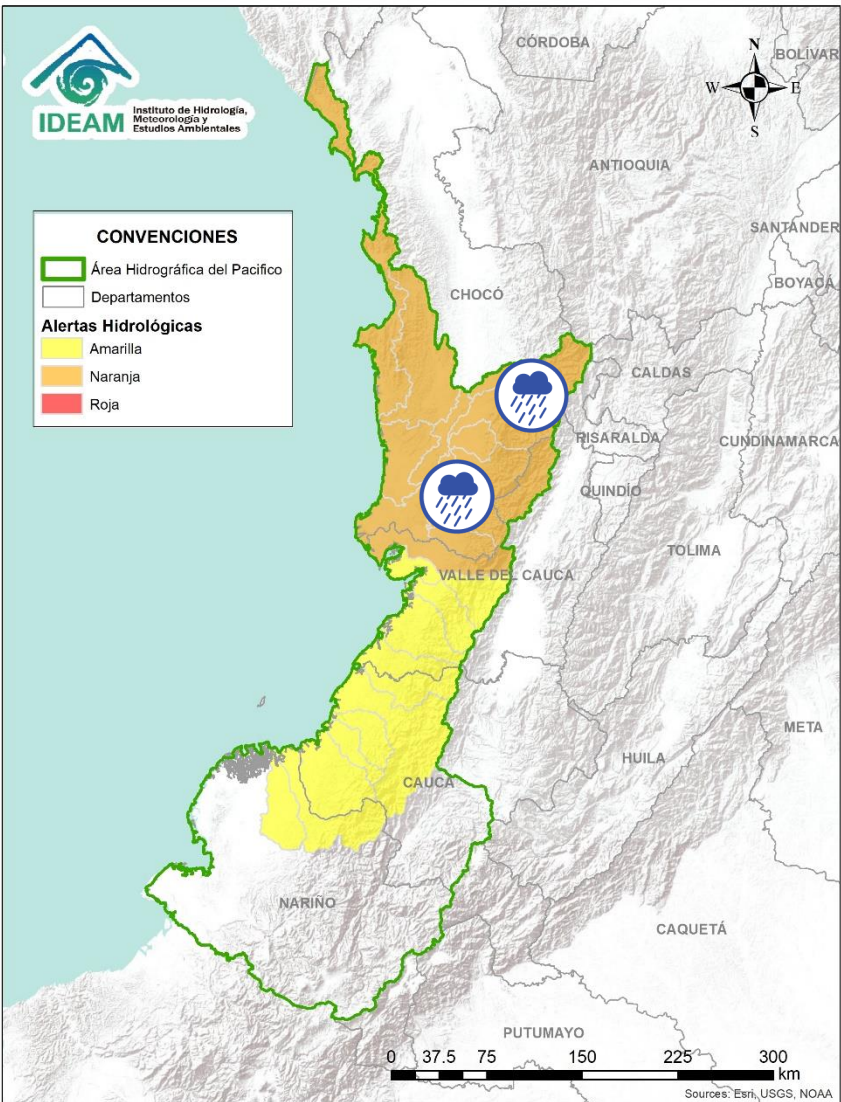 CÓRDOBA
BOLÍVAR
N
W
E
S
IDEAM
Instituto de Hidrología,
Meteorología y
Estudios Ambientales
ANTIOQUIA
SANTANDER
BOYACÁ
CONVENCIONES
Área Hidrográfica del Pacifico
Departamentos
Alertas Hidrológicas
Amarilla
Naranja
Roja
CHOCÓ
CALDAS
RISARALDA
CUNDINAMARCA
QUINDÍO
TOLIMA
VALLE DEL CAUCA
META
HUILA
CAUCA
NARIÑO
CAQUETÁ
PUTUMAYO
0 37.5 75 150 225 300
km
Sources: Esri, USGS, NOAA